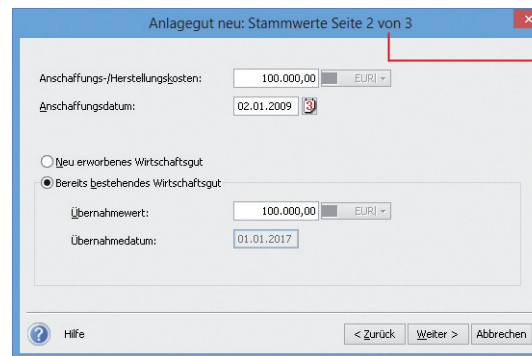 Anlagegut neu: Stammwerte Seite 2 von 3
Anschaffungs-/Herstellungskosten: 100.000,00 EUR
Anschaffungsdatum: 02.01.2009 3
Neu erworbenes Wirtschaftsgut
Bereits bestehendes Wirtschaftsgut
Übernahmewert: 100.000,00 EUR
Übernahmedatum: 01.01.2017
? Hilfe < Zurück Weiter > Abbrechen